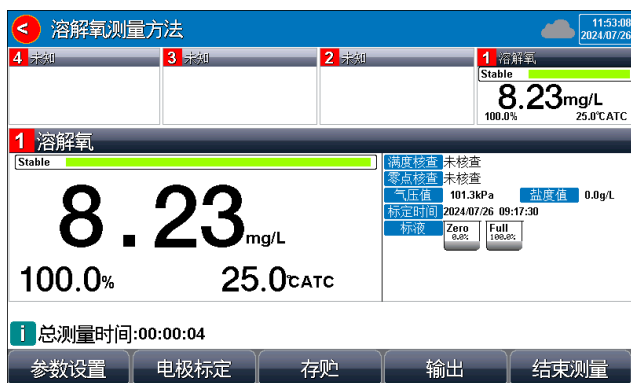 溶解氧测量方法
11:53:08
2024/07/26
4 未知
3 未知
2 未知
1 溶解氧
Stable
8.23mg/L
100.0% 25.0℃ATC
1 溶解氧
Stable
8.23mg/L
100.0% 25.0℃ATC
满度核查 未核查
零点核查 未核查
气压值 101.3kPa 盐度值 0.0g/L
标定时间 2024/07/26 09:17:30
标液 Zero 0.0% Full 100.0%
i 总测量时间:00:00:04
参数设置 电极标定 存贮 输出 结束测量